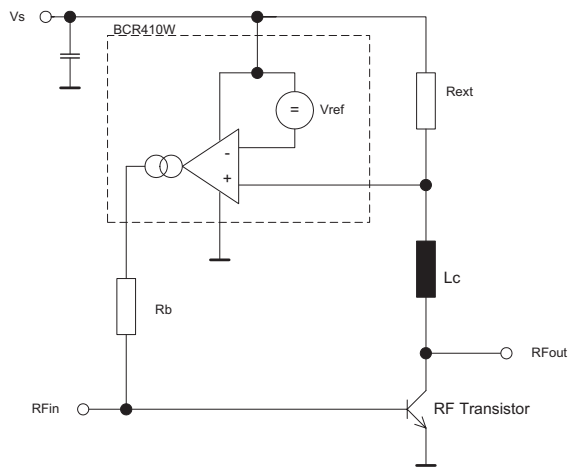 Vs
BCR410W
Rext
=
Vref
-
+
Lc
Rb
RFout
RFin
RF Transistor